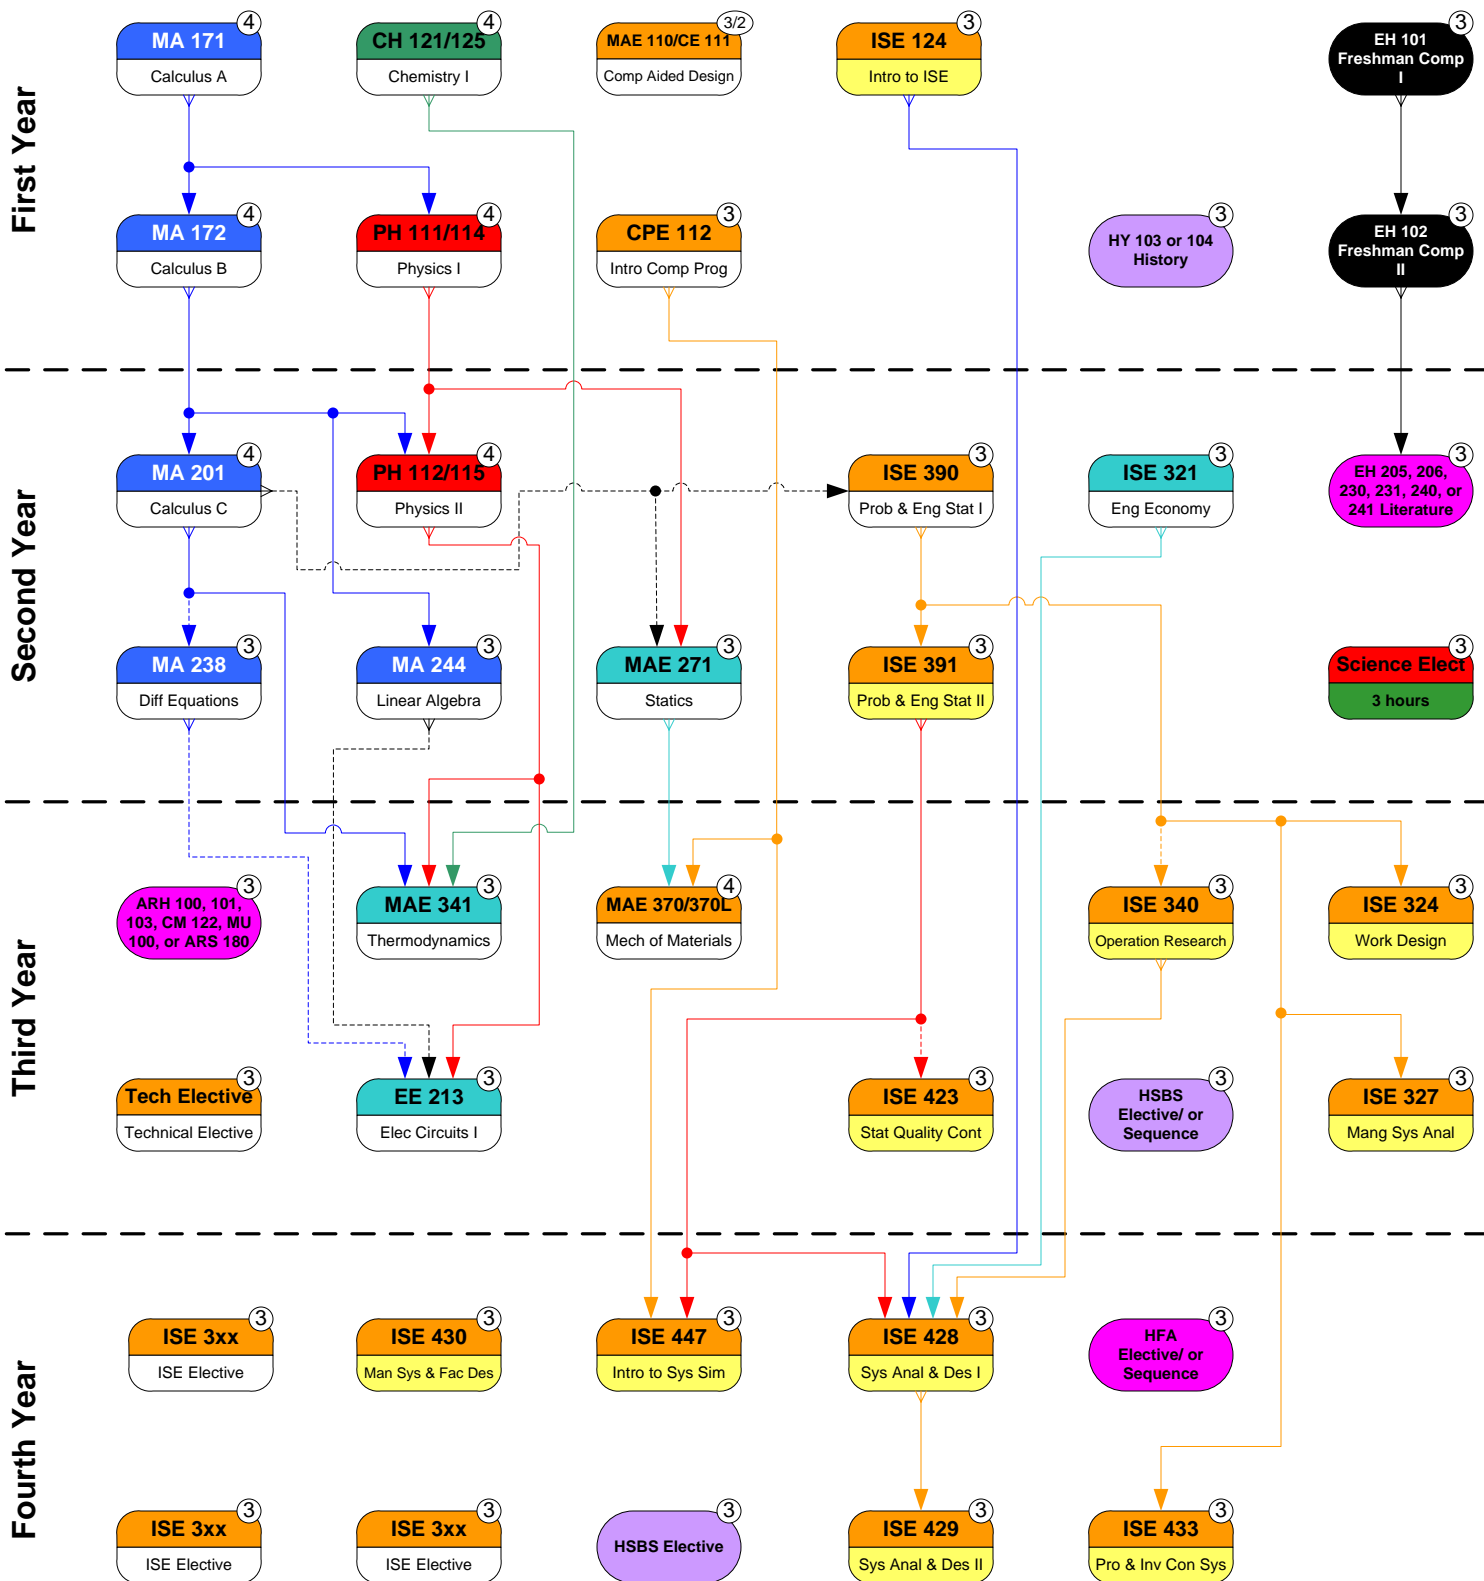 First Year
4
MA 171
Calculus A
4
CH 121/125
Chemistry I
3/2
MAE 110/CE 111
Comp Aided Design
3
ISE 124
Intro to ISE
3
EH 101
Freshman Comp
I
4
MA 172
Calculus B
4
PH 111/114
Physics I
3
CPE 112
Intro Comp Prog
3
HY 103 or 104
History
3
EH 102
Freshman Comp
II
Second Year
4
MA 201
Calculus C
4
PH 112/115
Physics II
3
ISE 390
Prob & Eng Stat I
3
ISE 321
Eng Economy
3
EH 205, 206,
230, 231, 240, or
241 Literature
3
MA 238
Diff Equations
3
MA 244
Linear Algebra
3
MAE 271
Statics
3
ISE 391
Prob & Eng Stat II
3
Science Elect
3 hours
Third Year
3
ARH 100, 101,
103, CM 122, MU
100, or ARS 180
3
MAE 341
Thermodynamics
4
MAE 370/370L
Mech of Materials
3
ISE 340
Operation Research
3
ISE 324
Work Design
3
Tech Elective
Technical Elective
3
EE 213
Elec Circuits I
3
ISE 423
Stat Quality Cont
3
HSBS
Elective/ or
Sequence
3
ISE 327
Mang Sys Anal
Fourth Year
3
ISE 3xx
ISE Elective
3
ISE 430
Man Sys & Fac Des
3
ISE 447
Intro to Sys Sim
3
ISE 428
Sys Anal & Des I
3
HFA
Elective/ or
Sequence
3
ISE 3xx
ISE Elective
3
ISE 3xx
ISE Elective
3
HSBS Elective
3
ISE 429
Sys Anal & Des II
3
ISE 433
Pro & Inv Con Sys